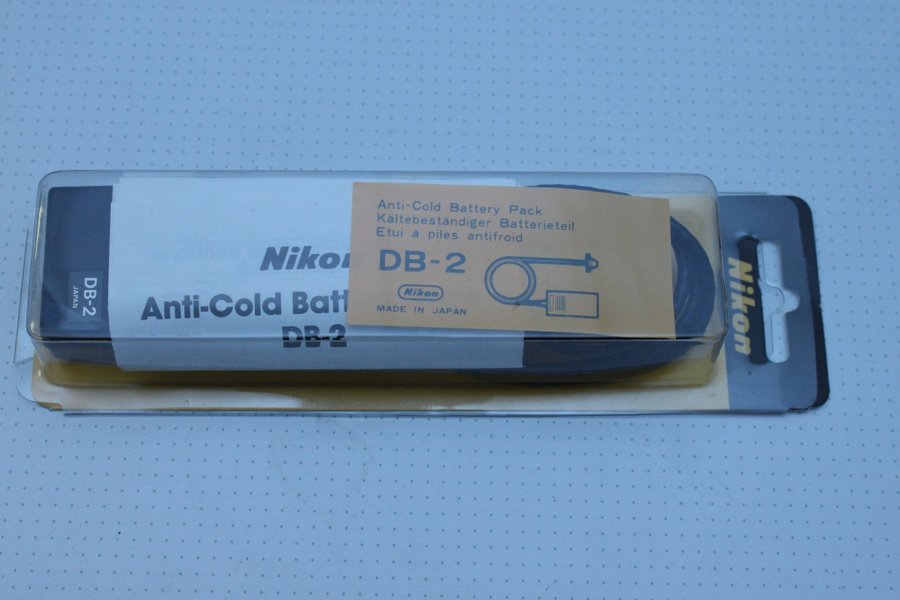 Nikon
Anti-Cold Batt
DB-2
DB-2
JAPAN
Anti-Cold Battery Pack
Kältebeständiger Batterieteil
Etui à piles antifroid
DB-2
Nikon
MADE IN JAPAN
Nikon